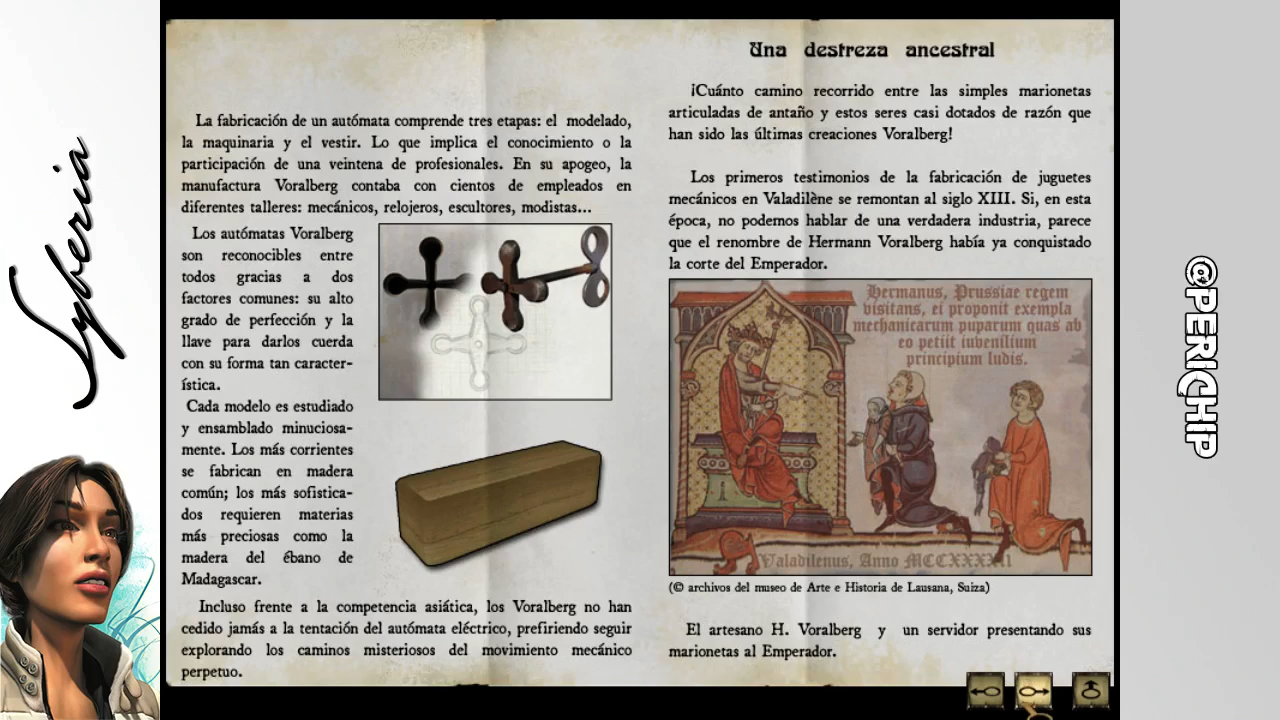 Syberia
La fabricación de un autómata comprende tres etapas: el modelado,
la maquinaria y el vestir. Lo que implica el conocimiento o la
participación de una veintena de profesionales. En su apogeo, la
manufactura Voralberg contaba con cientos de empleados en
diferentes talleres: mecánicos, relojeros, escultores, modistas...
Los autómatas Voralberg
son reconocibles entre
todos gracias a dos
factores comunes: su alto
grado de perfección y la
llave para darlos cuerda
con su forma tan caracter-
ística.
Cada modelo es estudiado
y ensamblado minuciosa-
mente. Los más corrientes
se fabrican en madera
común; los más sofistica-
dos requieren materias
más preciosas como la
madera del ébano de
Madagascar.
Incluso frente a la competencia asiática, los Voralberg no han
cedido jamás a la tentación del autómata eléctrico, prefiriendo seguir
explorando los caminos misteriosos del movimiento mecánico
perpetuo.
Una destreza ancestral
¡Cuánto camino recorrido entre las simples marionetas
articuladas de antaño y estos seres casi dotados de razón que
han sido las últimas creaciones Voralberg!
Los primeros testimonios de la fabricación de juguetes
mecánicos en Valadilène se remontan al siglo XIII. Si, en esta
época, no podemos hablar de una verdadera industria, parece
que el renombre de Hermann Voralberg había ya conquistado
la corte del Emperador.
Hermanus, Prussiae regem
visitans, ei proponit exempla
mechanicarum puparum quas ab
eo petiit iuvenilium
principium ludis.
Valadilenus, Anno
(© archivos del museo de Arte e Historia de Lausana, Suiza)
El artesano H. Voralberg y un servidor presentando sus
marionetas al Emperador.
@PERICHIP